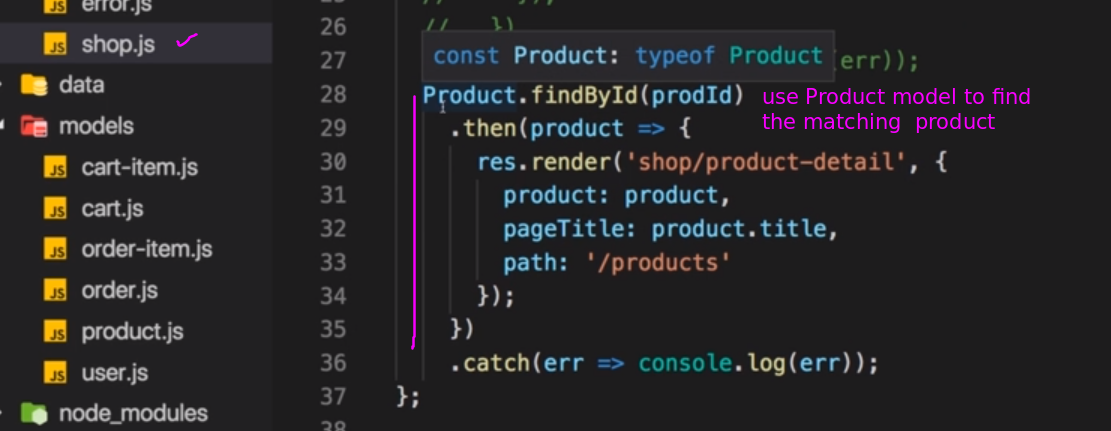 error.js
shop.js
data
models
cart-item.js
cart.js
order-item.js
order.js
product.js
user.js
node_modules
26 // })
const Product: typeof Product
27 err));
28 Product.findById(prodId)
use Product model to find
the matching product
29 .then(product => {
30 res.render('shop/product-detail', {
31 product: product,
32 pageTitle: product.title,
33 path: '/products'
34 });
35 })
36 .catch(err => console.log(err));
37 };
38